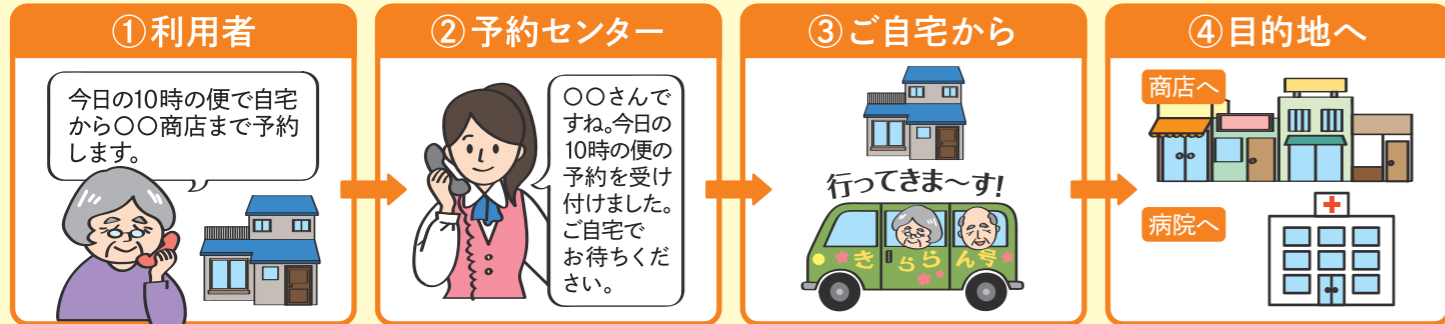 ①利用者
今日の10時の便で自宅
から〇〇商店まで予約
します。
②予約センター
〇〇さんで
すね。今日の
10時の便の
予約を受け
付けました。
ご自宅で
お待ちくだ
さい。
③ご自宅から
行ってきま〜す!
きららん号
④目的地へ
商店へ
病院へ